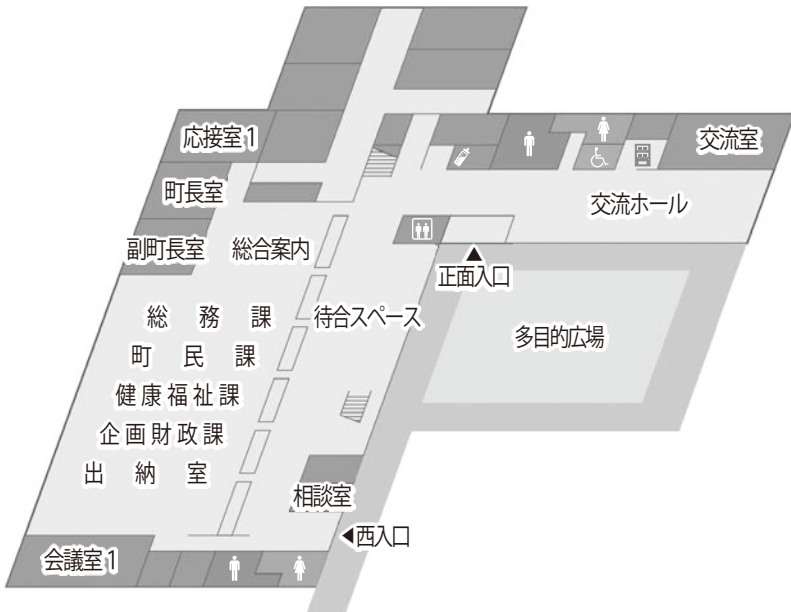 応接室1
交流室
町長室
交流ホール
副町長室
総合案内
正面入口
総務課
待合スペース
多目的広場
町民課
健康福祉課
企画財政課
出納室
相談室
西入口
会議室1